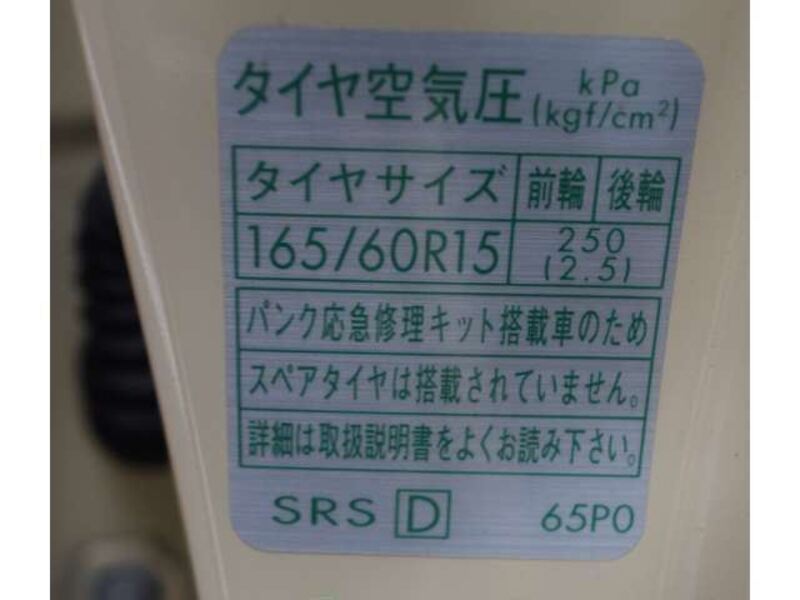 タイヤ空気圧 kPa
(kgf/cm²)
タイヤサイズ 前輪 後輪
165/60R15 250
(2.5)
パンク応急修理キット搭載車のため
スペアタイヤは搭載されていません。
詳細は取扱説明書をよくお読み下さい。
SRS D 65P0